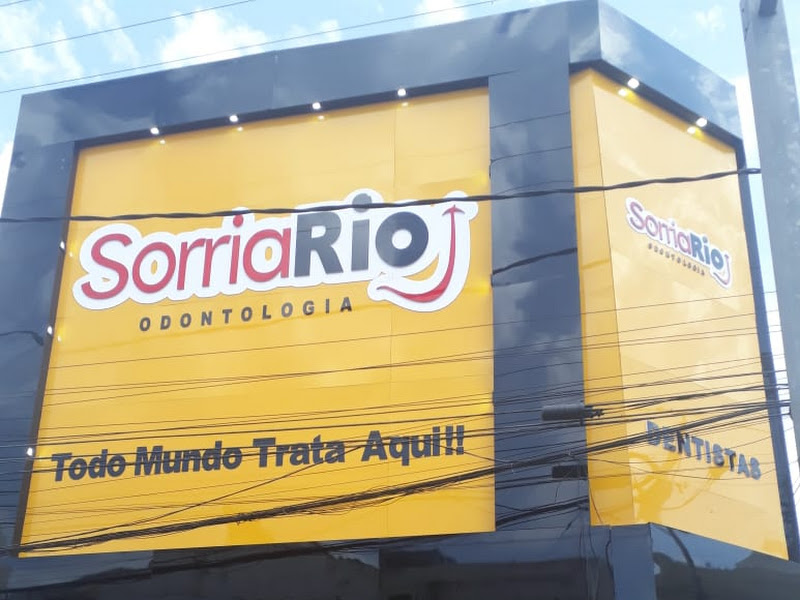 SorriaRio
ODONTOLOGIA
Todo Mundo Trata Aqui!!
SorriaRio
ODONTOLOGIA
DENTISTAS